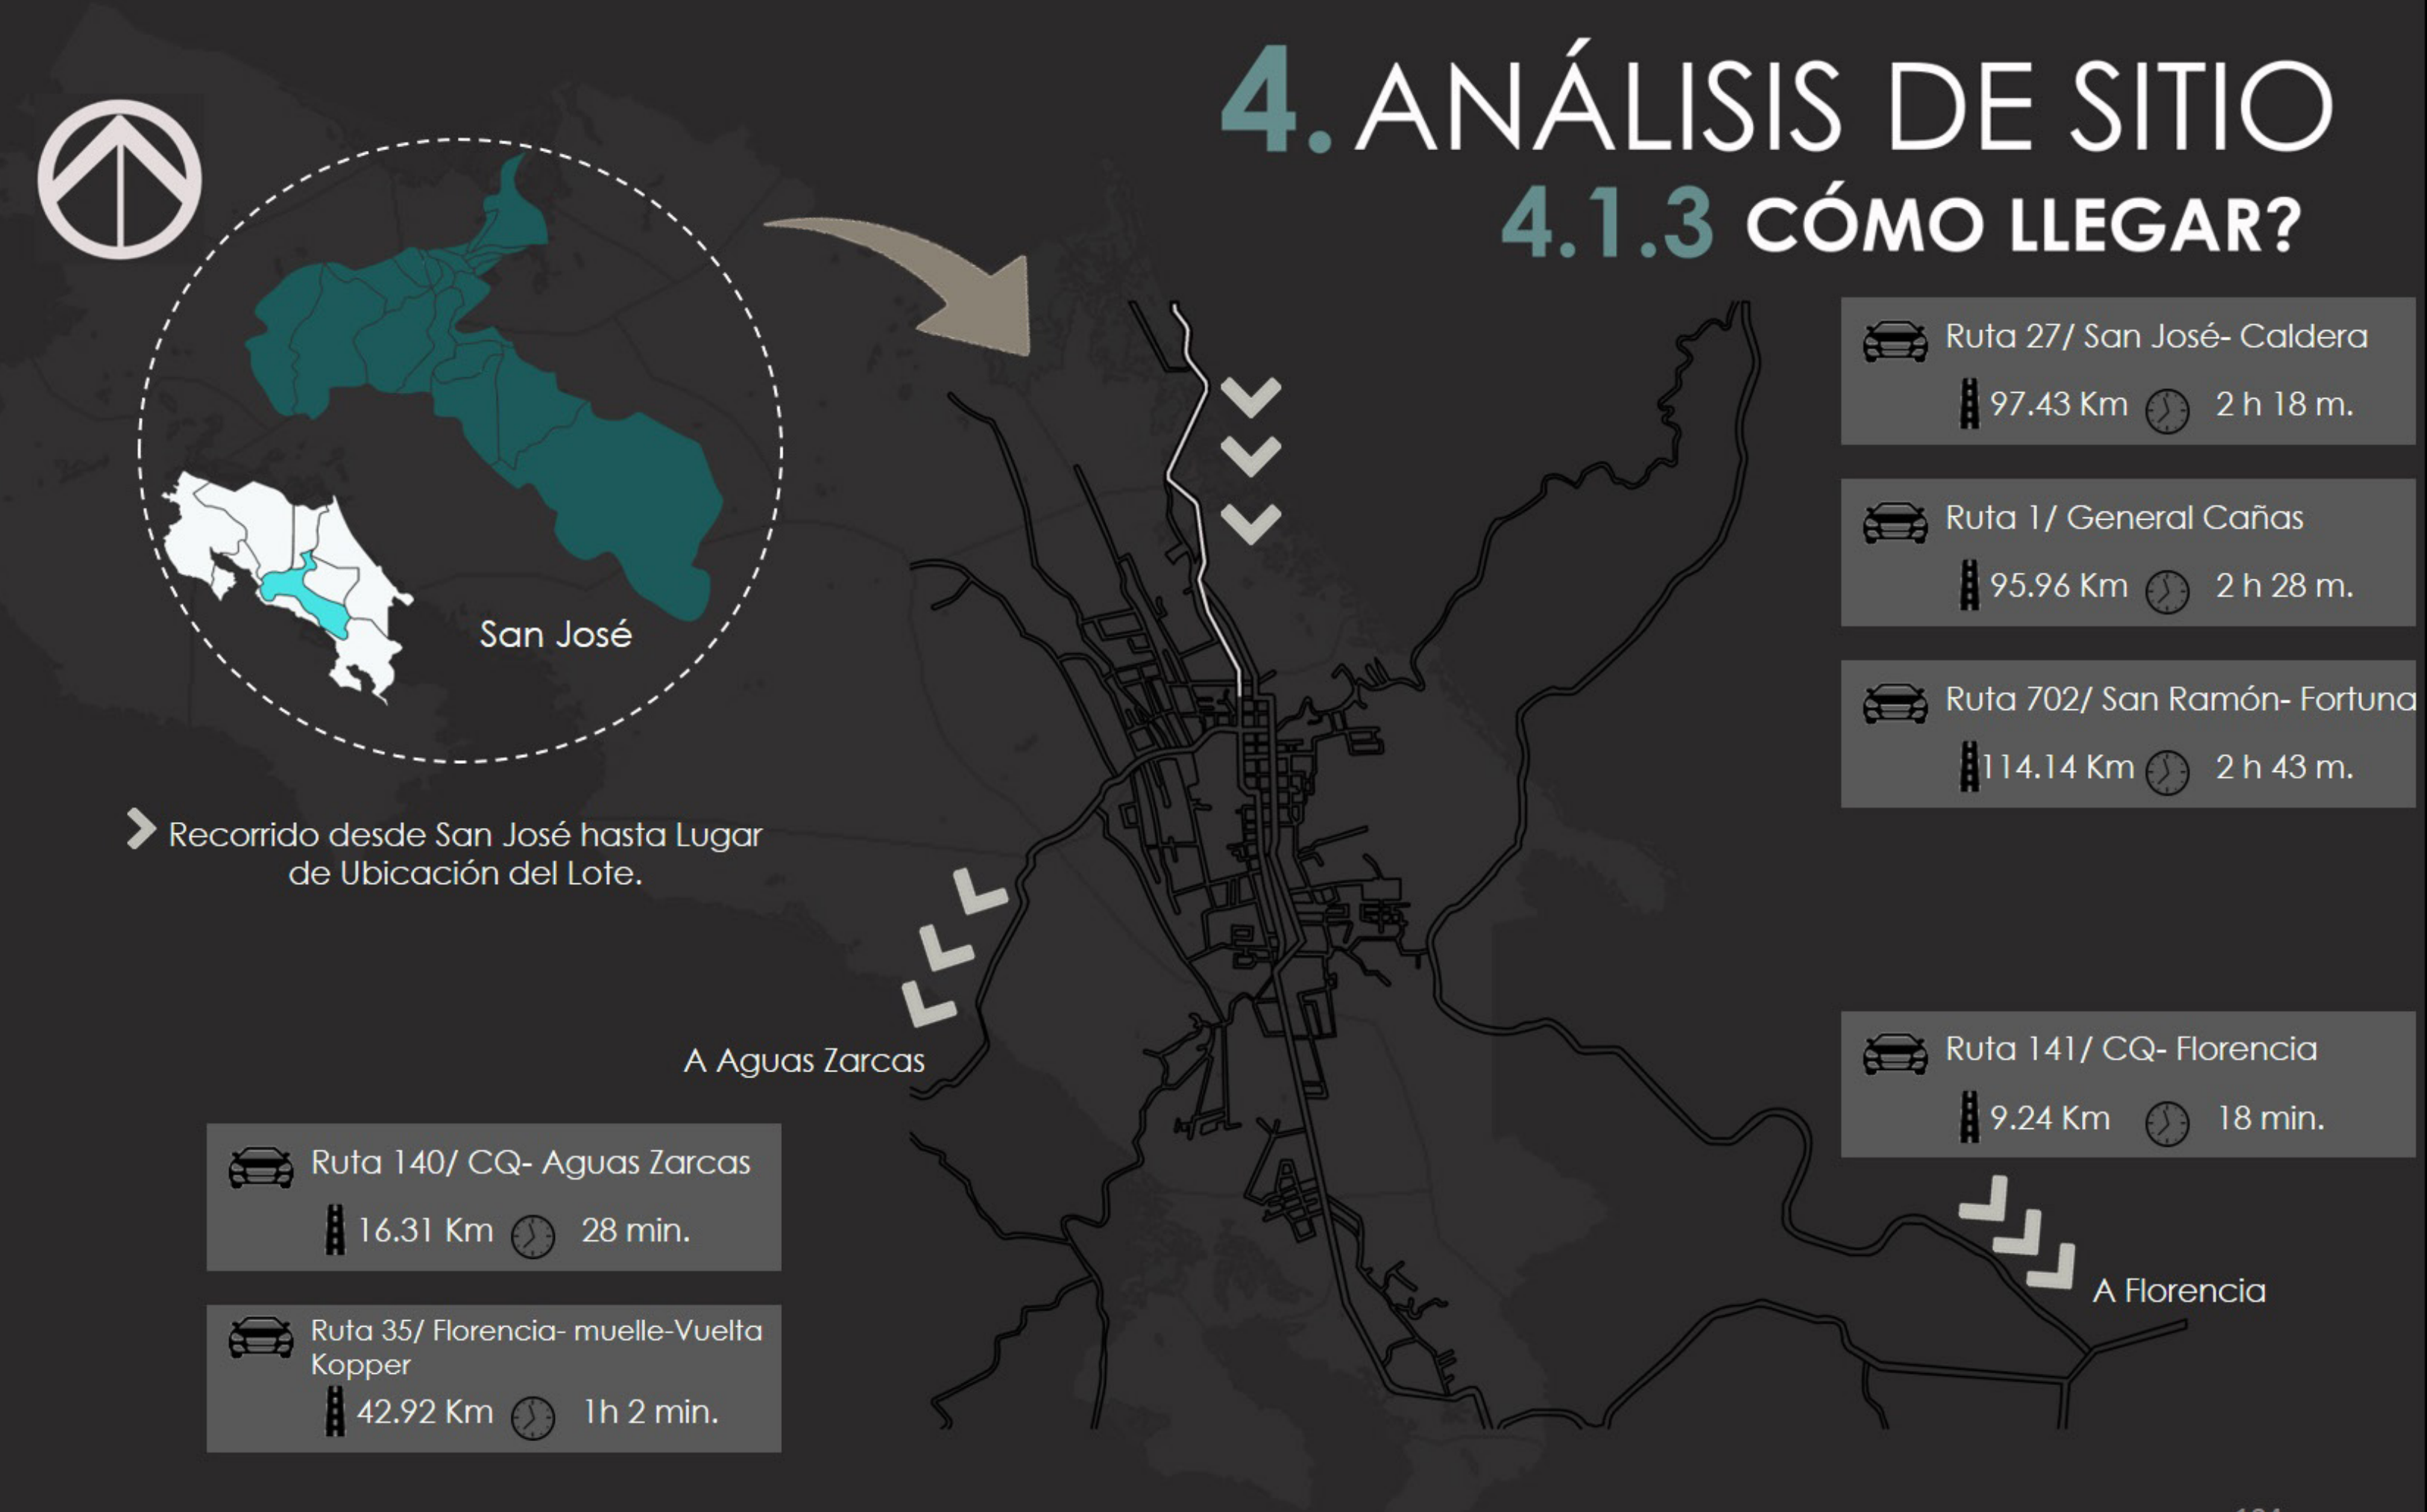 4. ANÁLISIS DE SITIO
4.1.3 CÓMO LLEGAR?
San José
Recorrido desde San José hasta Lugar
de Ubicación del Lote.
Ruta 27/ San José- Caldera
97.43 Km 2 h 18 m.
Ruta 1/ General Cañas
95.96 Km 2 h 28 m.
Ruta 702/ San Ramón- Fortuna
114.14 Km 2 h 43 m.
A Aguas Zarcas
Ruta 140/ CQ- Aguas Zarcas
16.31 Km 28 min.
Ruta 35/ Florencia- muelle-Vuelta
Kopper
42.92 Km 1h 2 min.
Ruta 141/ CQ- Florencia
9.24 Km 18 min.
A Florencia